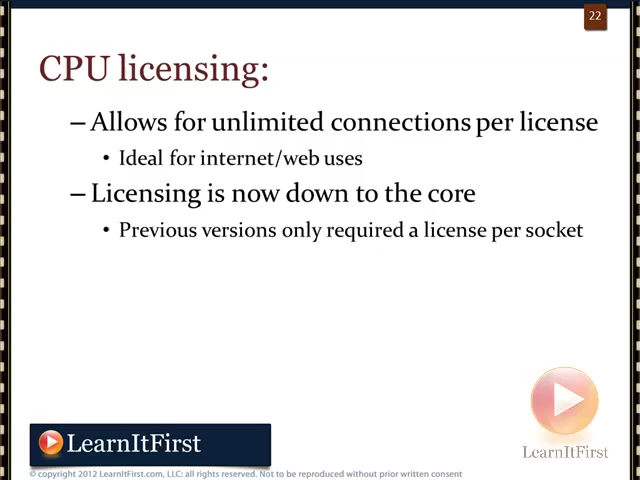 22
CPU licensing:
– Allows for unlimited connections per license
• Ideal for internet/web uses
– Licensing is now down to the core
• Previous versions only required a license per socket
LearnItFirst
LearnItFirst
© copyright 2012 LearnItFirst.com, LLC: all rights reserved. Not to be reproduced without prior written consent